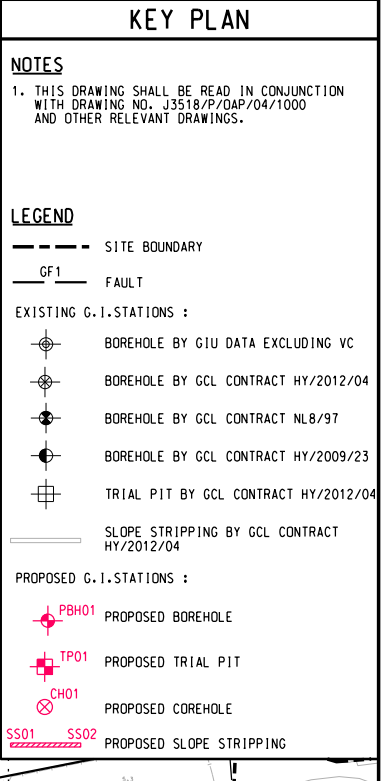 KEY PLAN
NOTES
1. THIS DRAWING SHALL BE READ IN CONJUNCTION
WITH DRAWING NO. J3518/P/OAP/04/1000
AND OTHER RELEVANT DRAWINGS.
LEGEND
SITE BOUNDARY
GF1
FAULT
EXISTING G.I.STATIONS :
BOREHOLE BY GIU DATA EXCLUDING VC
BOREHOLE BY GCL CONTRACT HY/2012/04
BOREHOLE BY GCL CONTRACT NL8/97
BOREHOLE BY GCL CONTRACT HY/2009/23
TRIAL PIT BY GCL CONTRACT HY/2012/04
SLOPE STRIPPING BY GCL CONTRACT
HY/2012/04
PROPOSED G.I.STATIONS :
PBH01 PROPOSED BOREHOLE
TP01 PROPOSED TRIAL PIT
CH01 PROPOSED COREHOLE
SS01 SS02 PROPOSED SLOPE STRIPPING